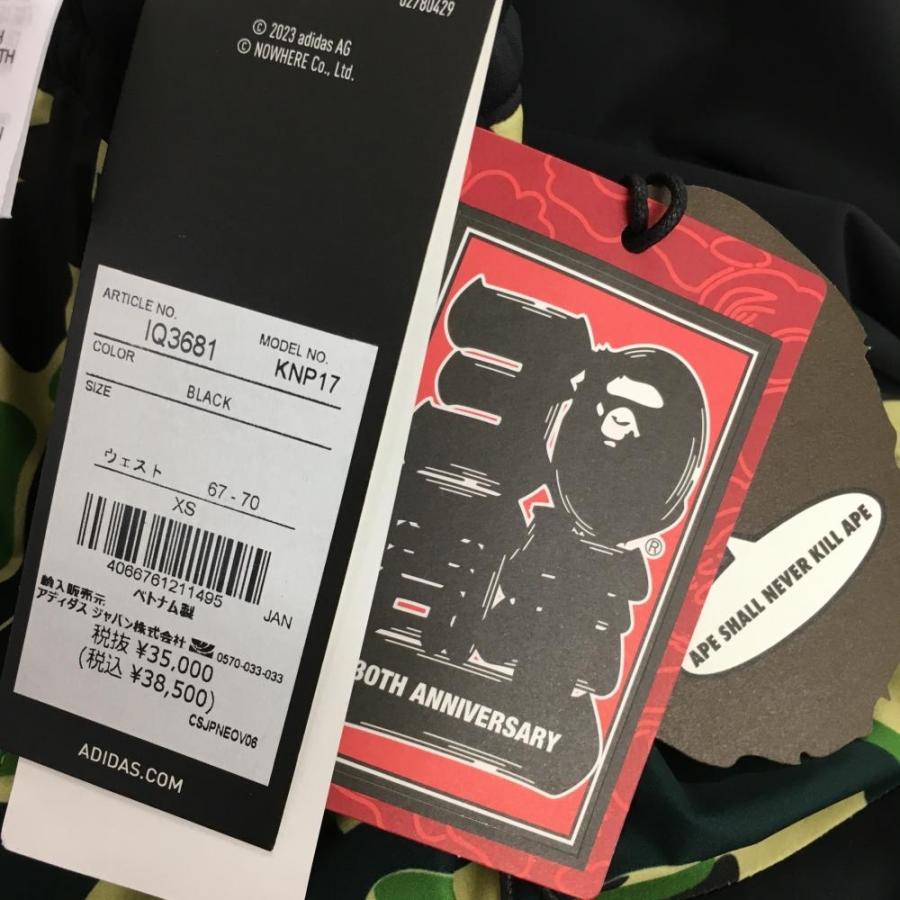 02780429
© 2023 adidas AG
© NOWHERE Co., Ltd.
ARTICLE NO.
IQ3681
MODEL NO.
KNP17
COLOR
BLACK
SIZE
ウェスト
67 - 70
XS
4066761211495
JAN
ベトナム製
輸入販売元
アディダス ジャパン株式会社
0570-033-033
税抜 ¥35,000
(税込 ¥38,500)
CSJPNEOV06
ADIDAS.COM
®
30TH ANNIVERSARY
APE SHALL NEVER KILL APE